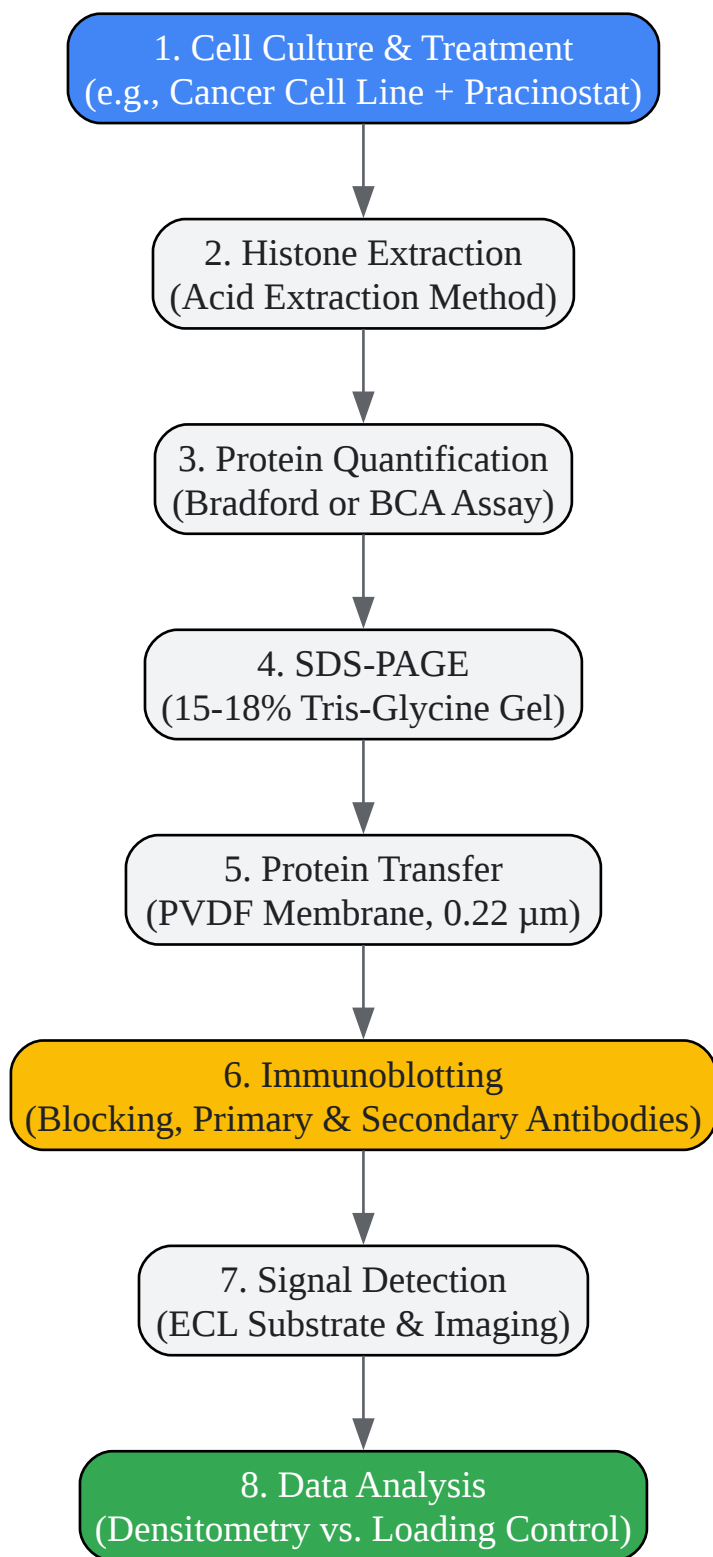 1. Cell Culture & Treatment
(e.g., Cancer Cell Line + Pracinostat)
2. Histone Extraction
(Acid Extraction Method)
3. Protein Quantification
(Bradford or BCA Assay)
4. SDS-PAGE
(15-18% Tris-Glycine Gel)
5. Protein Transfer
(PVDF Membrane, 0.22 µm)
6. Immunoblotting
(Blocking, Primary & Secondary Antibodies)
7. Signal Detection
(ECL Substrate & Imaging)
8. Data Analysis
(Densitometry vs. Loading Control)